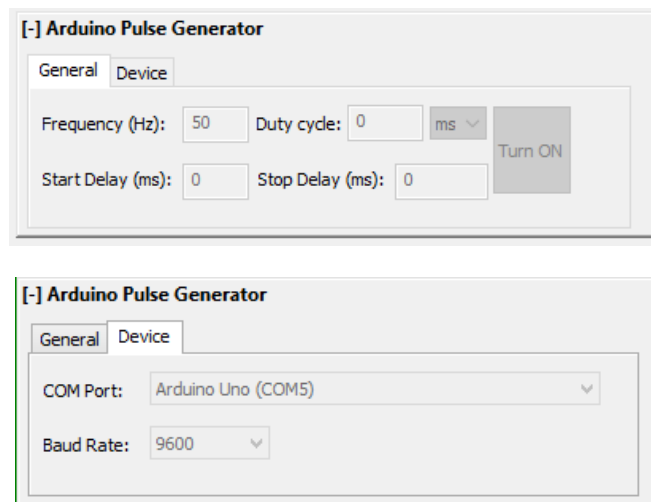 [-] Arduino Pulse Generator
General Device
Frequency (Hz): 50 Duty cycle: 0 ms Turn ON
Start Delay (ms): 0 Stop Delay (ms): 0
[-] Arduino Pulse Generator
General Device
COM Port: Arduino Uno (COM5)
Baud Rate: 9600